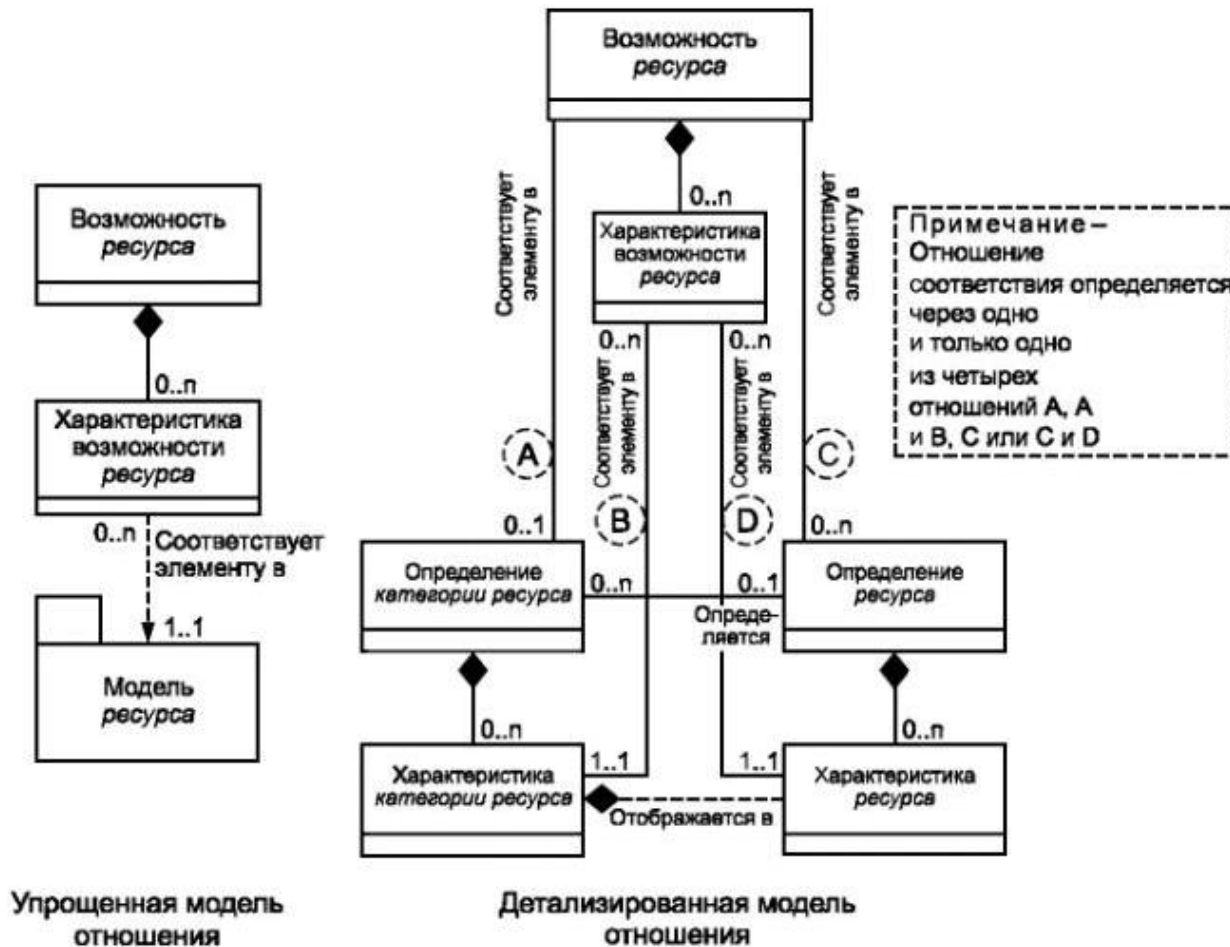 Возможность
ресурса
0..n
Характеристика
возможности
ресурса
0..n
Соответствует
элементу в
1..1
Модель
ресурса
Упрощенная модель
отношения
Возможность
ресурса
Соответствует
элементу в
0..n
Соответствует
элементу в
Характеристика
возможности
ресурса
0..n
0..n
Соответствует
элементу в
Соответствует
элементу в
A
B
D
C
0..1
0..n
Определение
категории ресурса
0..n
0..1
Опреде-
ляется
Определение
ресурса
0..n
0..n
Характеристика
категории ресурса
1..1
1..1
Характеристика
ресурса
Отображается в
Детализированная модель
отношения
Примечание –
Отношение
соответствия определяется
через одно
и только одно
из четырех
отношений A, A
и B, C или C и D